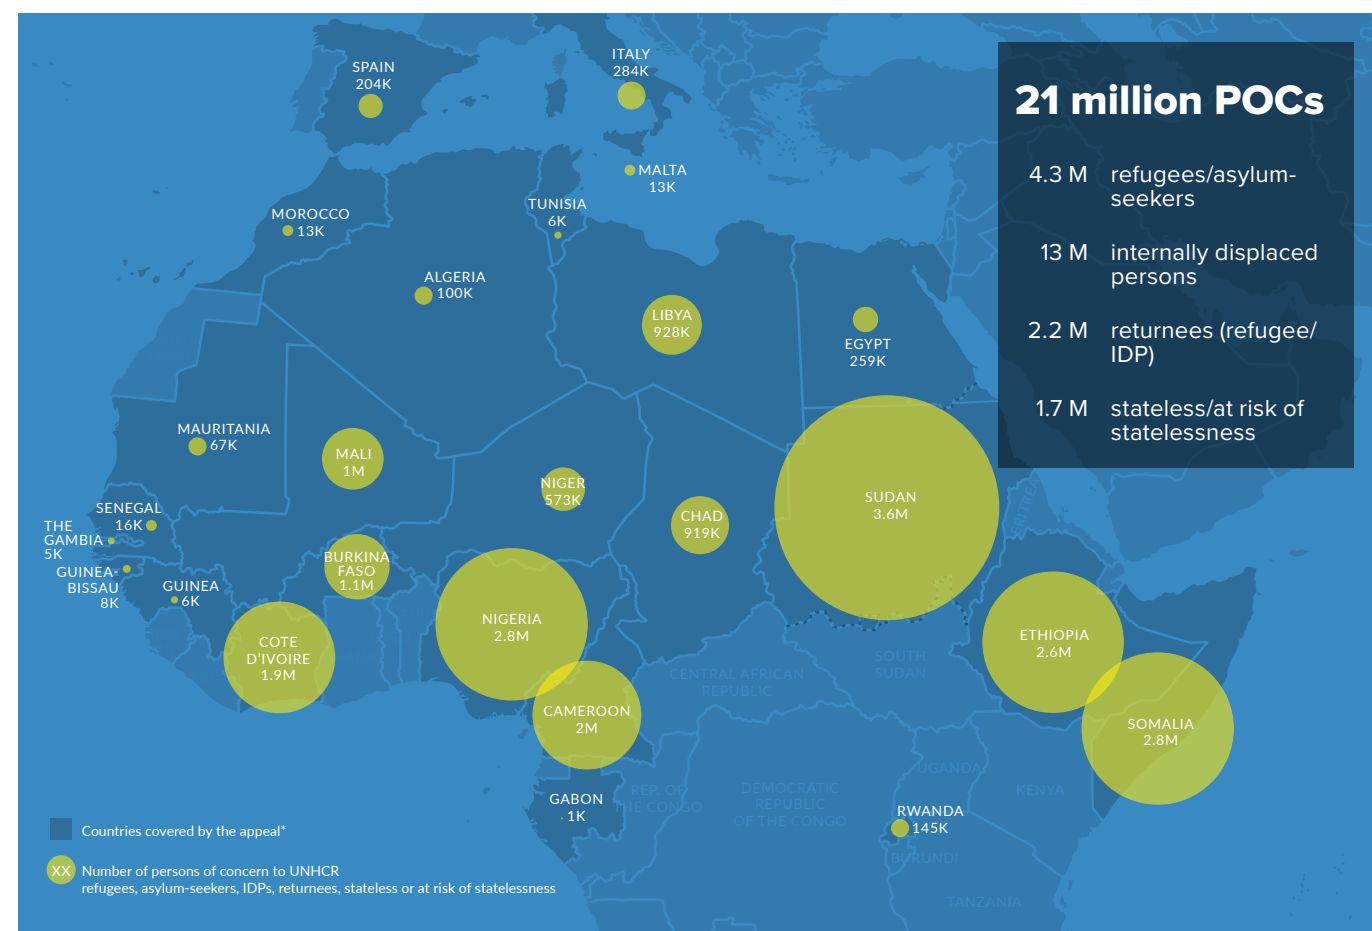 SPAIN
204K
ITALY
284K
MALTA
13K
TUNISIA
6K
MOROCCO
13K
ALGERIA
100K
LIBYA
928K
EGYPT
259K
21 million POCs
4.3 M refugees/asylum-
seekers
13 M internally displaced
persons
2.2 M returnees (refugee/
IDP)
1.7 M stateless/at risk of
statelessness
MAURITANIA
67K
MALI
1M
NIGER
573K
CHAD
919K
SUDAN
3.6M
ERITREA
SENEGAL
16K
THE
GAMBIA
5K
GUINEA-
BISSAU
8K
GUINEA
6K
BURKINA
FASO
1.1M
COTE
D'IVOIRE
1.9M
NIGERIA
2.8M
CAMEROON
2M
CENTRAL AFRICAN
REPUBLIC
SOUTH
SUDAN
ETHIOPIA
2.6M
SOMALIA
2.8M
GABON
1K
REP. OF
THE CONGO
DEMOCRATIC
REPUBLIC
OF THE CONGO
UGANDA
KENYA
RWANDA
145K
BURUNDI
TANZANIA
Countries covered by the appeal*
XX Number of persons of concern to UNHCR
refugees, asylum-seekers, IDPs, returnees, stateless or at risk of statelessness